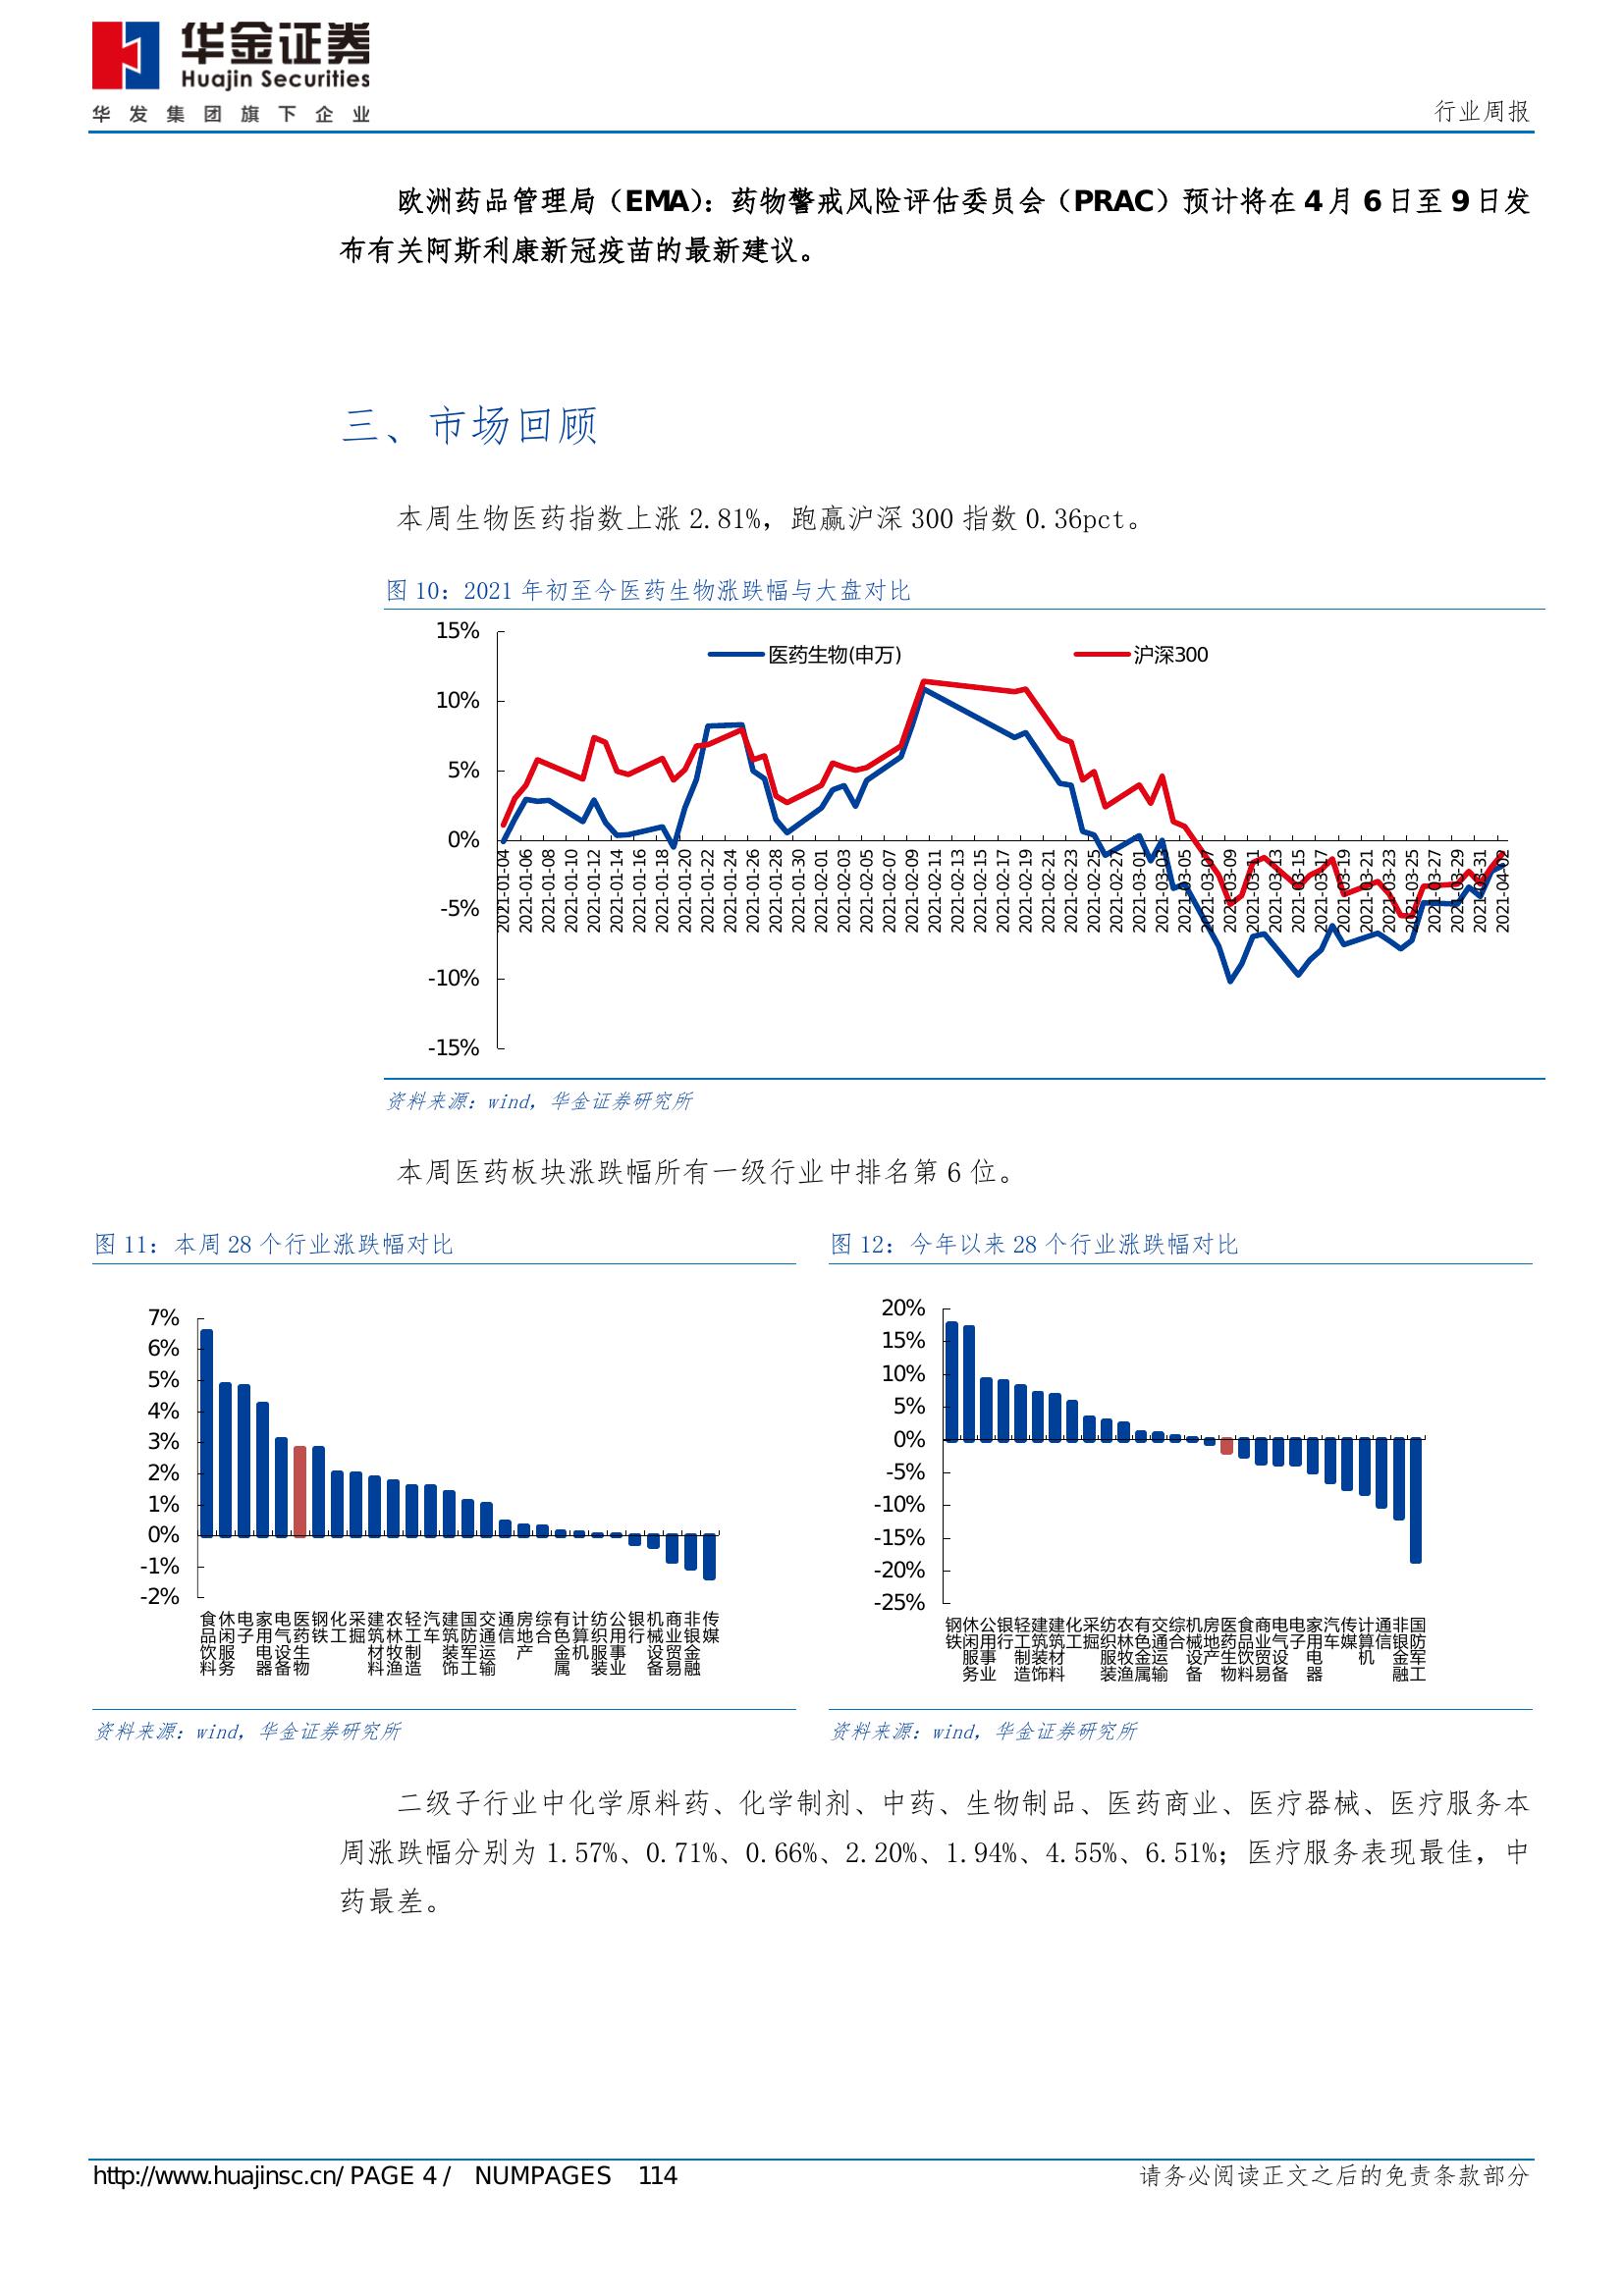 华金证券
Huajin Securities
华发集团旗下企业
行业周报
欧洲药品管理局（EMA）：药物警戒风险评估委员会（PRAC）预计将在 4 月 6 日至 9 日发
布有关阿斯利康新冠疫苗的最新建议。
三、市场回顾
本周生物医药指数上涨 2.81%，跑赢沪深 300 指数 0.36pct。
图 10：2021 年初至今医药生物涨跌幅与大盘对比
医药生物(申万) 沪深300
15%
10%
5%
0%
-5%
-10%
-15%
2021-01-04
2021-01-06
2021-01-08
2021-01-10
2021-01-12
2021-01-14
2021-01-16
2021-01-18
2021-01-20
2021-01-22
2021-01-24
2021-01-26
2021-01-28
2021-01-30
2021-02-01
2021-02-03
2021-02-05
2021-02-07
2021-02-09
2021-02-11
2021-02-13
2021-02-15
2021-02-17
2021-02-19
2021-02-21
2021-02-23
2021-02-25
2021-02-27
2021-03-01
2021-03-03
2021-03-05
2021-03-07
2021-03-09
2021-03-11
2021-03-13
2021-03-15
2021-03-17
2021-03-19
2021-03-21
2021-03-23
2021-03-25
2021-03-27
2021-03-29
2021-03-31
2021-04-02
资料来源：wind，华金证券研究所
本周医药板块涨跌幅所有一级行业中排名第 6 位。
图 11：本周 28 个行业涨跌幅对比
7%
6%
5%
4%
3%
2%
1%
0%
-1%
-2%
食品饮料
休闲服务
电子
家用电器
电气设备
医药生物
钢铁
化工
采掘
建筑材料
农林牧渔
轻工制造
汽车
建筑装饰
国防军工
交通运输
通信
房地产
综合
有色金属
计算机
纺织服装
公用事业
银行
机械设备
商业贸易
非银金融
传媒
资料来源：wind，华金证券研究所
图 12：今年以来 28 个行业涨跌幅对比
20%
15%
10%
5%
0%
-5%
-10%
-15%
-20%
-25%
钢铁
休闲服务
公用事业
银行
轻工制造
建筑装饰
建筑材料
化工
采掘
纺织服装
农林牧渔
有色金属
交通运输
综合
机械设备
房地产
医药生物
食品饮料
商业贸易
电气设备
电子
家用电器
汽车
传媒
计算机
通信
非银金融
国防军工
资料来源：wind，华金证券研究所
二级子行业中化学原料药、化学制剂、中药、生物制品、医药商业、医疗器械、医疗服务本
周涨跌幅分别为 1.57%、0.71%、0.66%、2.20%、1.94%、4.55%、6.51%；医疗服务表现最佳，中
药最差。
http://www.huajinsc.cn/ PAGE 4 / NUMPAGES 114
请务必阅读正文之后的免责条款部分